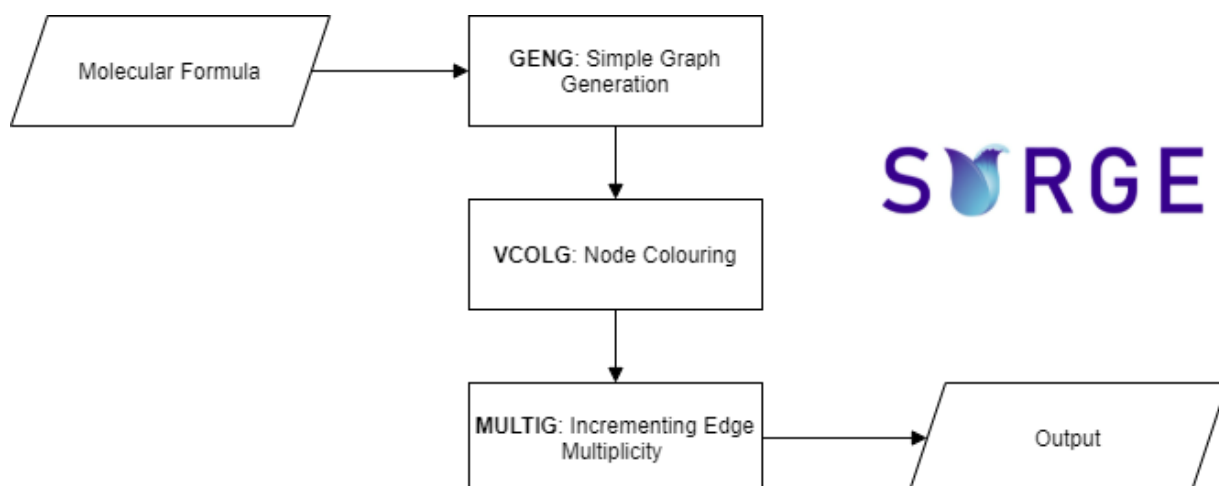 Molecular Formula
GENG: Simple Graph
Generation
SURGE
VCOLG: Node Colouring
MULTIG: Incrementing Edge
Multiplicity
Output